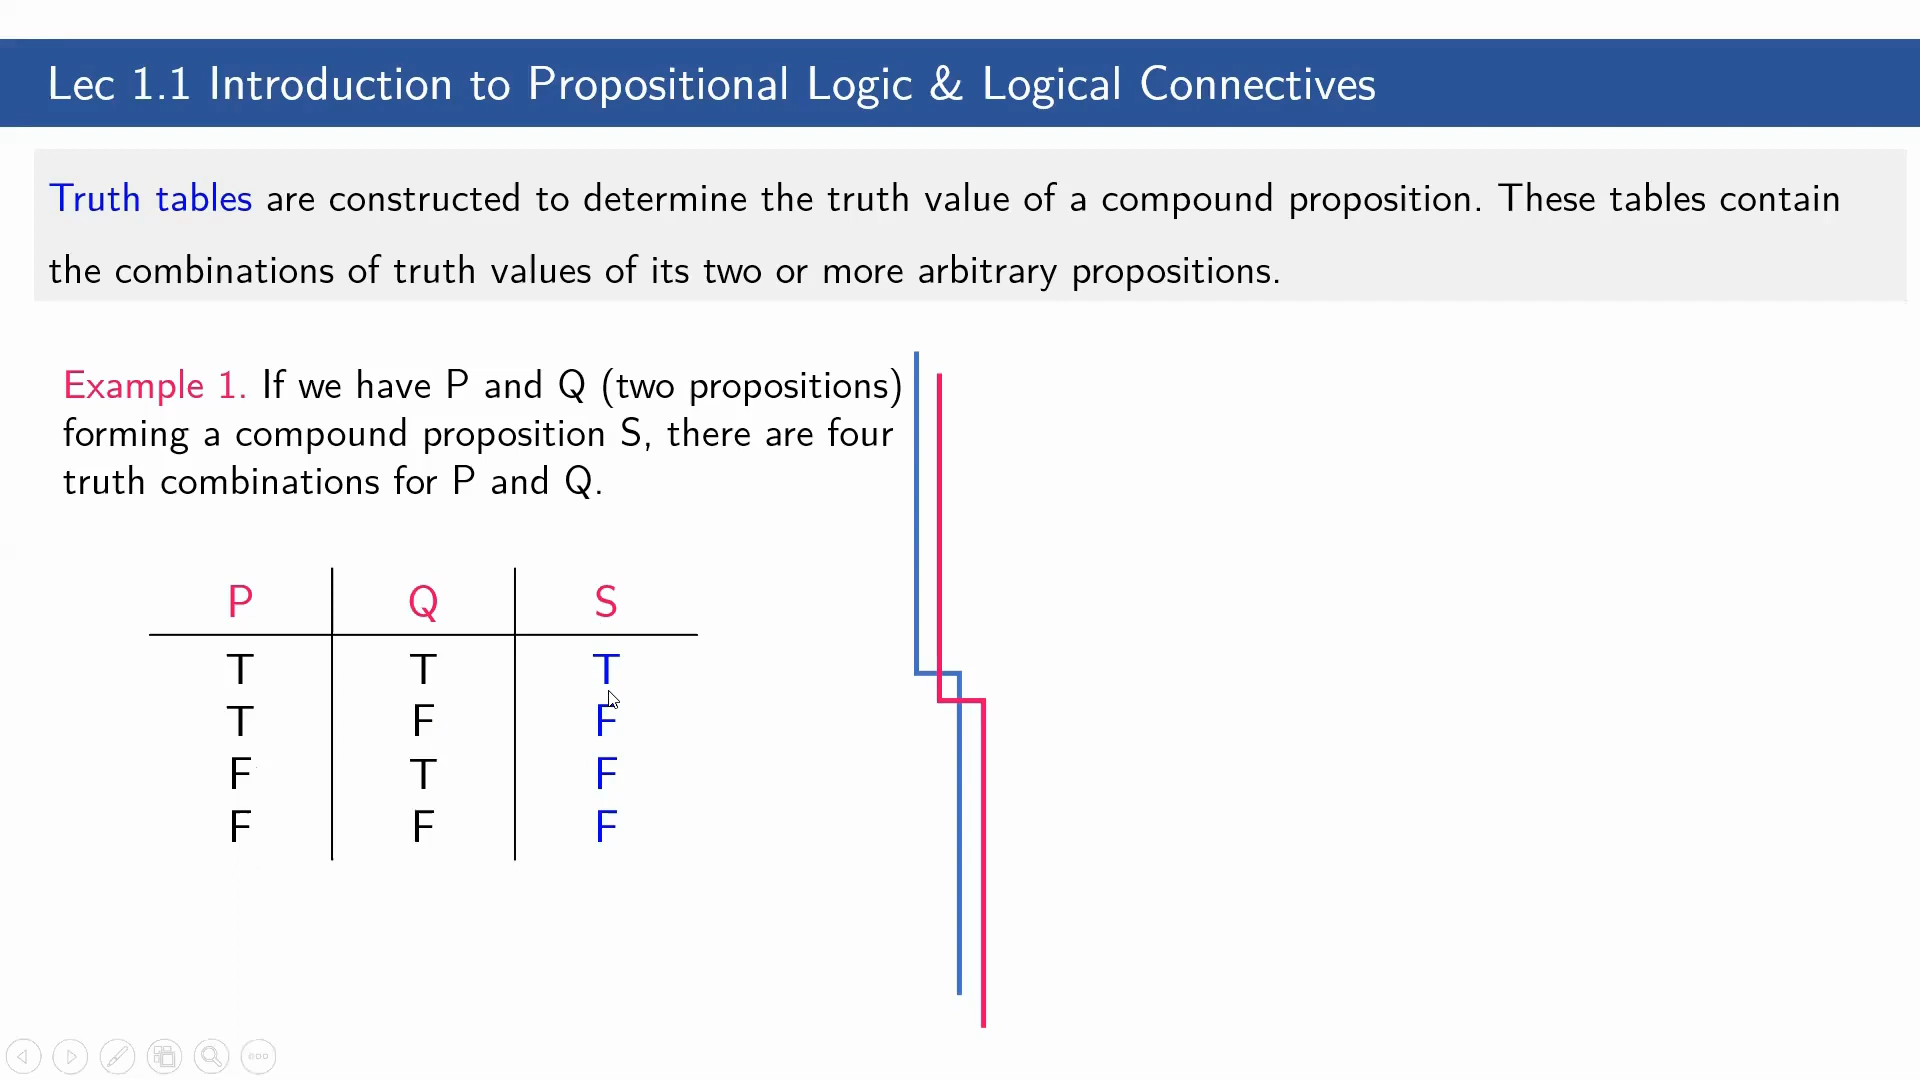 Lec 1.1 Introduction to Propositional Logic & Logical Connectives
Truth tables are constructed to determine the truth value of a compound proposition. These tables contain
the combinations of truth values of its two or more arbitrary propositions.
Example 1. If we have P and Q (two propositions)
forming a compound proposition S, there are four
truth combinations for P and Q.
P Q S
T T T
T F F
F T F
F F F